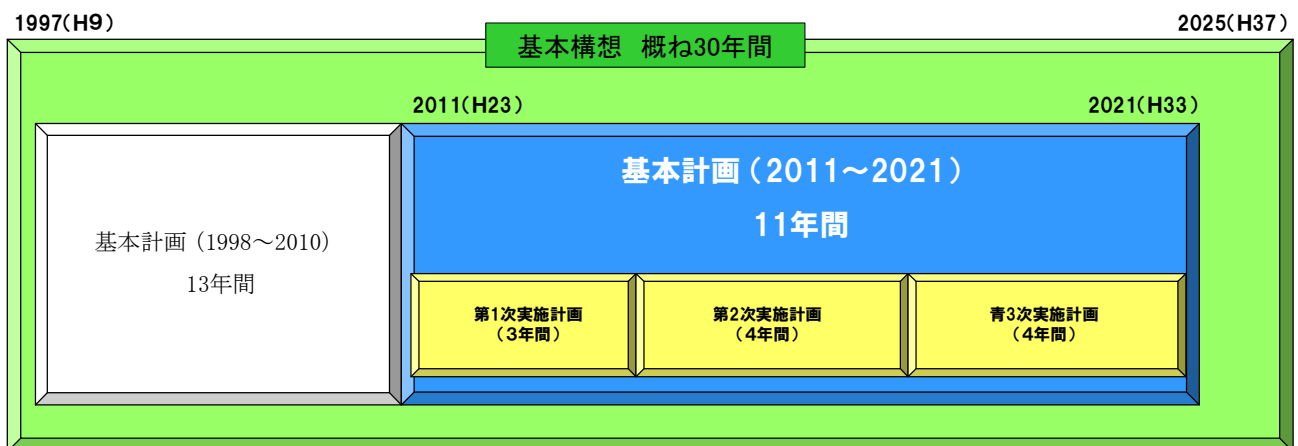 1997(H9)
2025(H37)
基本構想 概ね30年間
2011(H23)
2021(H33)
基本計画（2011～2021）
11年間
基本計画（1998～2010）
13年間
第1次実施計画
（3年間）
第2次実施計画
（4年間）
青3次実施計画
（4年間）